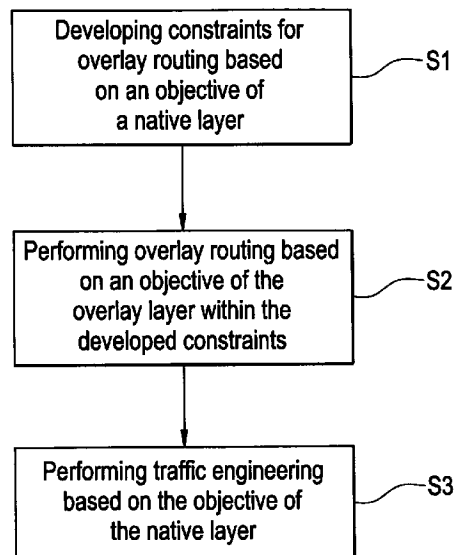 Developing constraints for
overlay routing based
on an objective of
a native layer
S1
Performing overlay routing based
on an objective of the
overlay layer within the
developed constraints
S2
Performing traffic engineering
based on the objective of
the native layer
S3